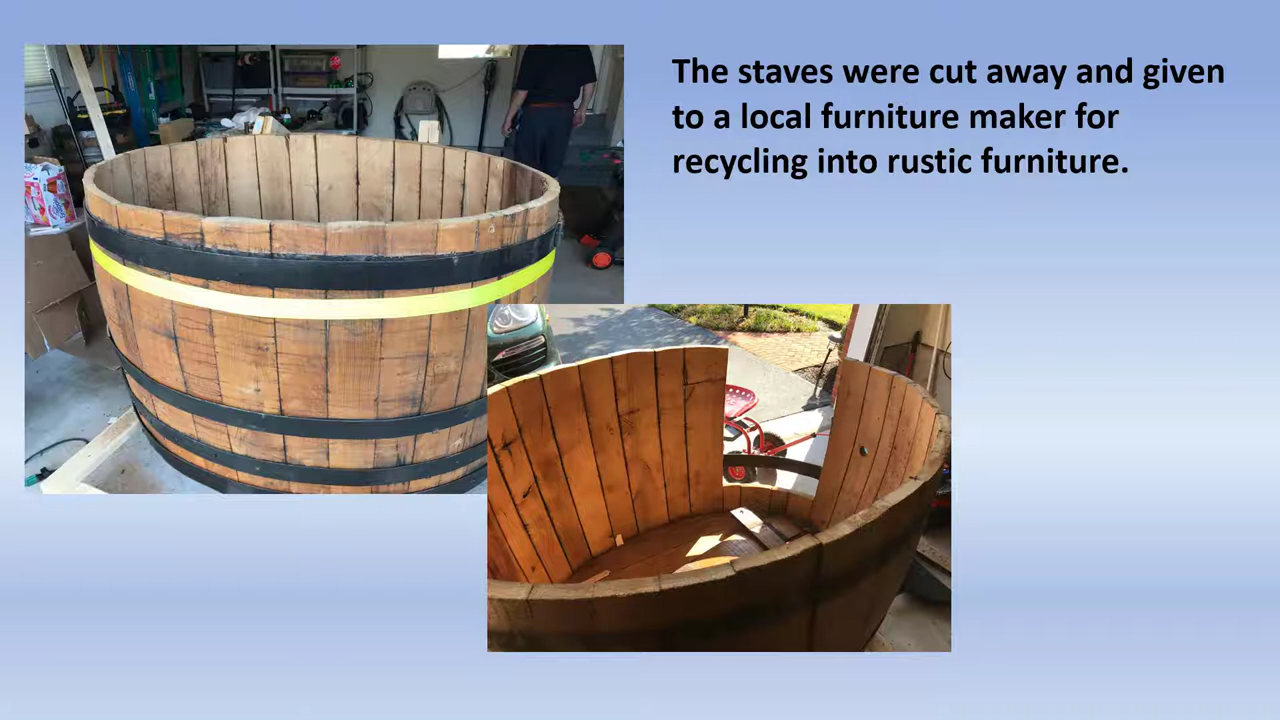 The staves were cut away and given
to a local furniture maker for
recycling into rustic furniture.